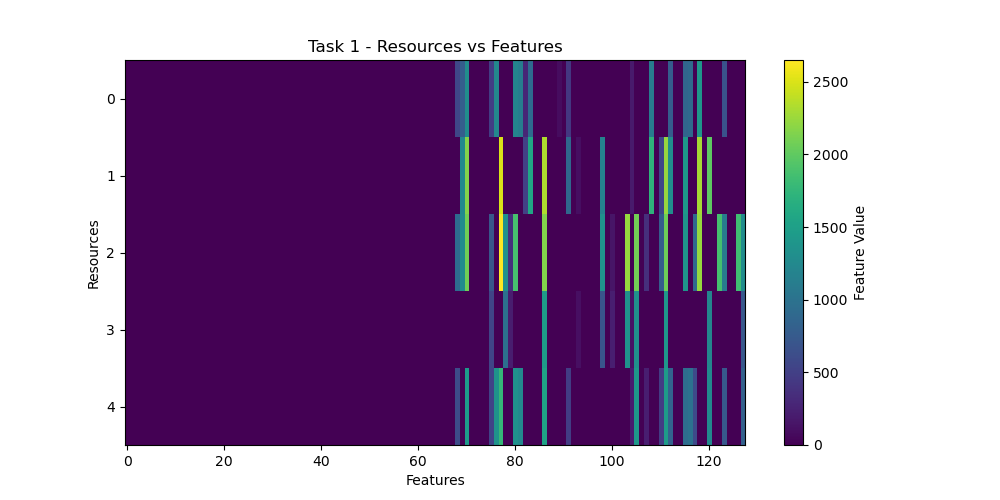 Task 1 - Resources vs Features
Resources
0
1
2
3
4
0 20 40 60 80 100 120
Features
2500
2000
1500
1000
500
0
Feature Value